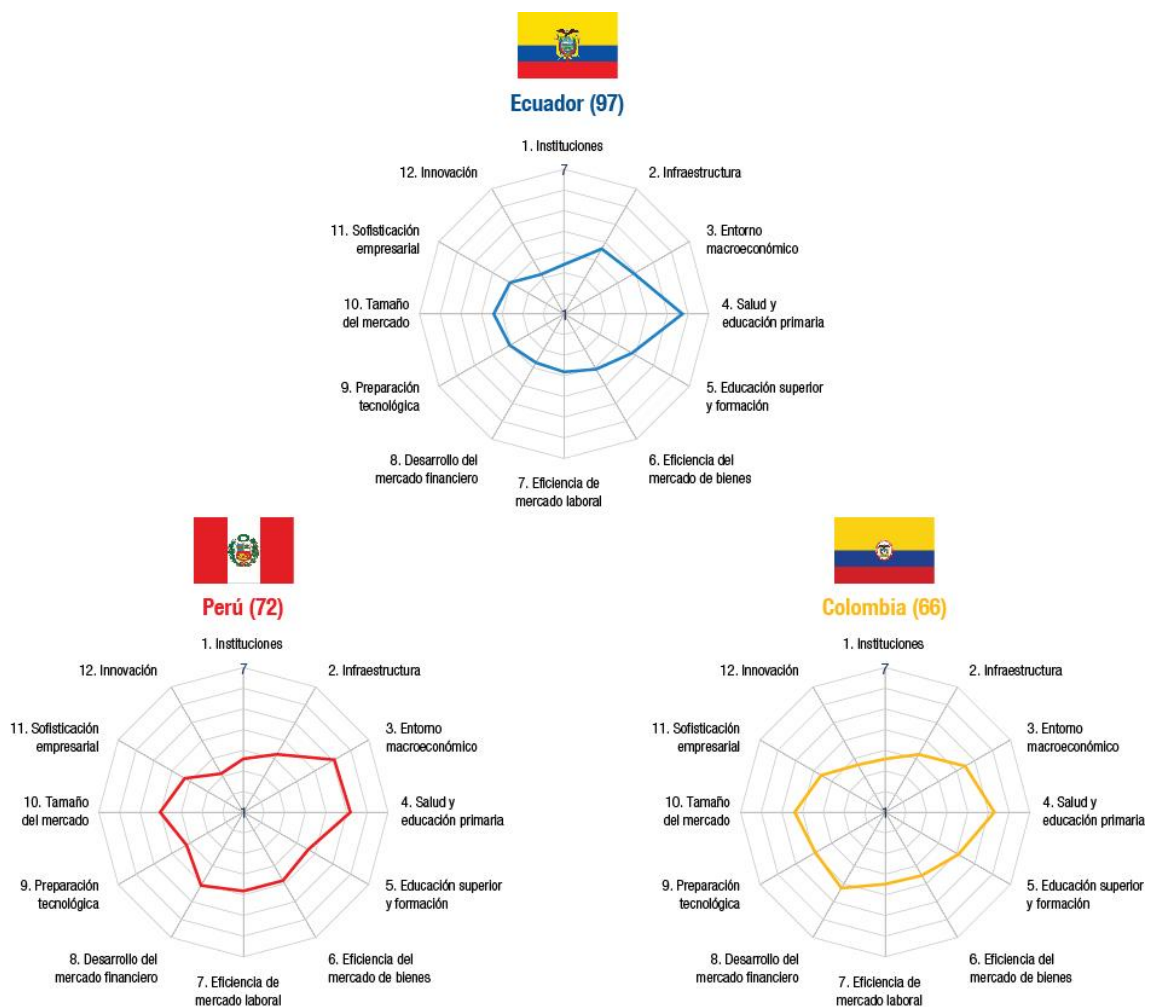 Ecuador (97)
1. Instituciones
7
12. Innovación
2. Infraestructura
11. Sofisticación
empresarial
3. Entorno
macroeconómico
10. Tamaño
del mercado
1
4. Salud y
educación primaria
9. Preparación
tecnológica
5. Educación superior
y formación
8. Desarrollo del
mercado financiero
6. Eficiencia del
mercado de bienes
7. Eficiencia de
mercado laboral
Perú (72)
1. Instituciones
7
12. Innovación
2. Infraestructura
11. Sofisticación
empresarial
3. Entorno
macroeconómico
10. Tamaño
del mercado
1
4. Salud y
educación primaria
9. Preparación
tecnológica
5. Educación superior
y formación
8. Desarrollo del
mercado financiero
6. Eficiencia del
mercado de bienes
7. Eficiencia de
mercado laboral
Colombia (66)
1. Instituciones
7
12. Innovación
2. Infraestructura
11. Sofisticación
empresarial
3. Entorno
macroeconómico
10. Tamaño
del mercado
1
4. Salud y
educación primaria
9. Preparación
tecnológica
5. Educación superior
y formación
8. Desarrollo del
mercado financiero
6. Eficiencia del
mercado de bienes
7. Eficiencia de
mercado laboral